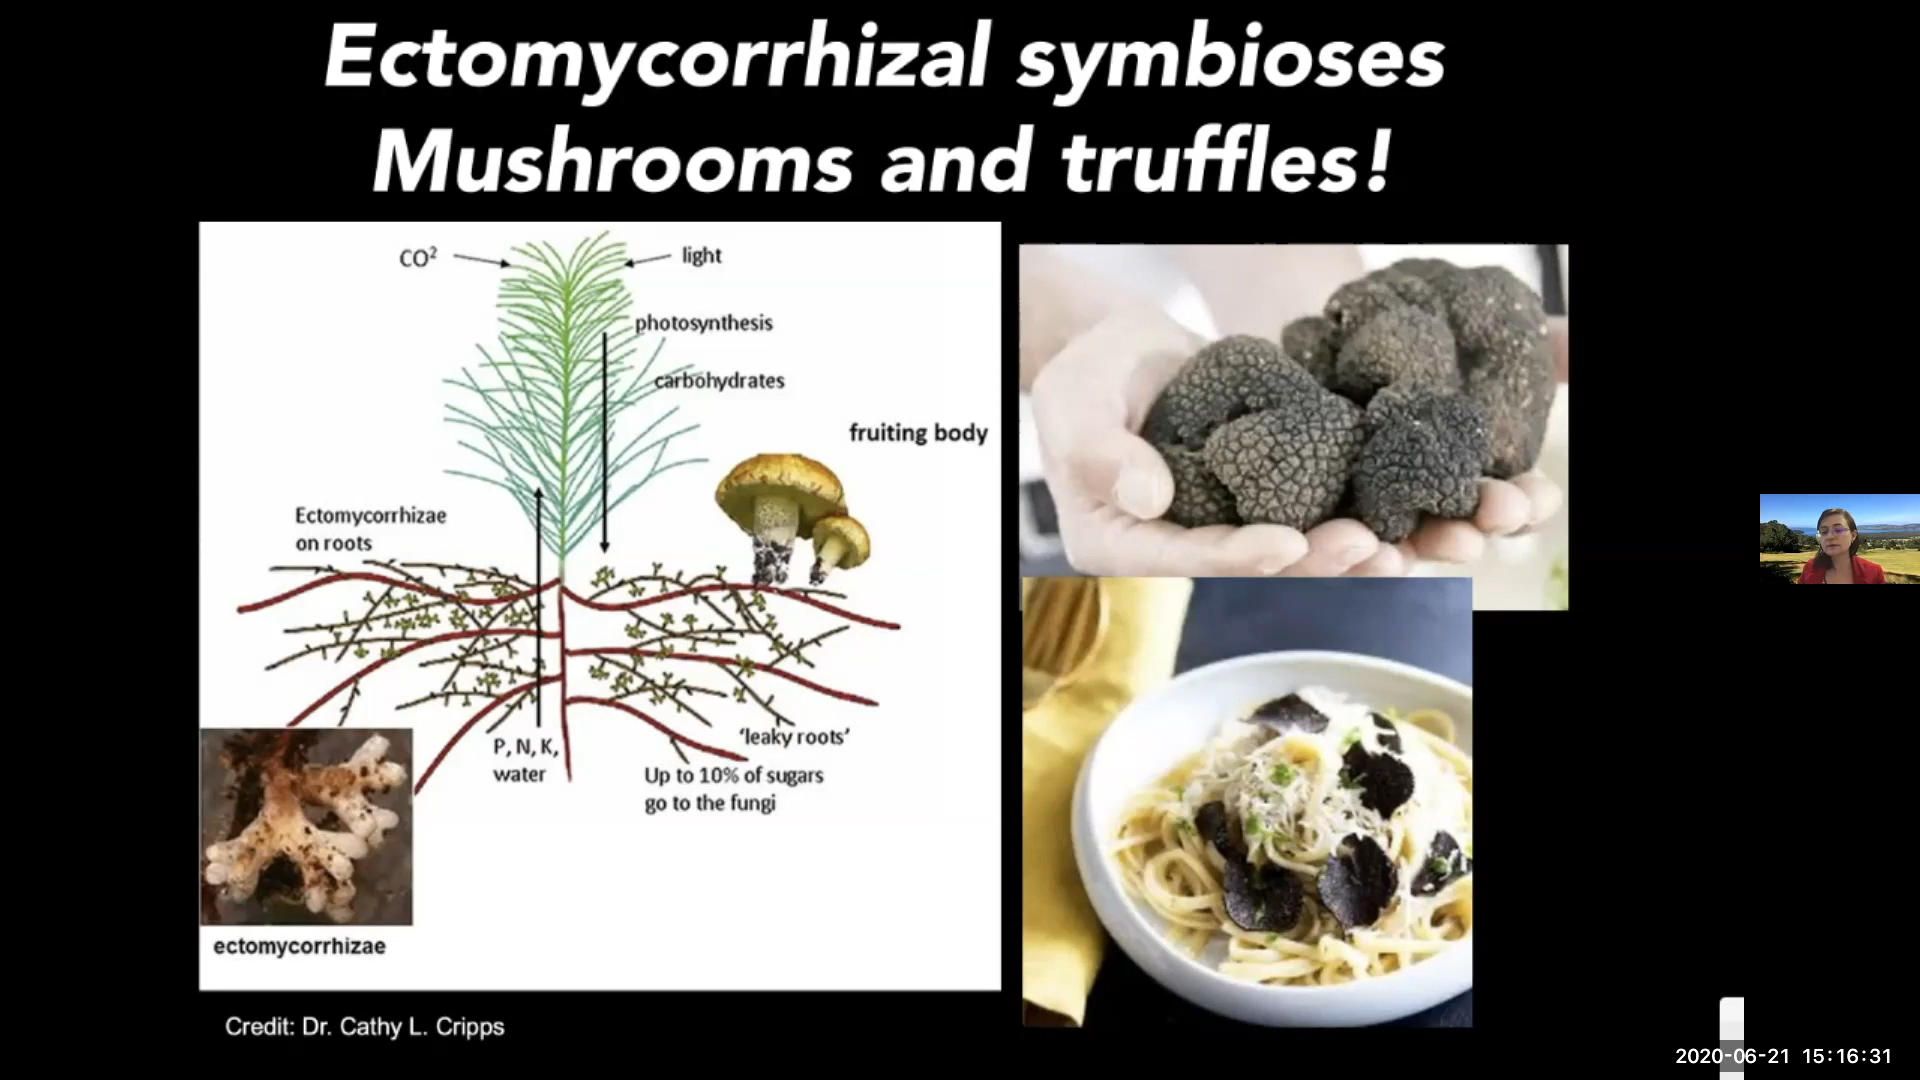 Ectomycorrhizal symbioses
Mushrooms and truffles!
CO²
light
photosynthesis
carbohydrates
fruiting body
Ectomycorrhizae
on roots
P, N, K,
water
'leaky roots'
Up to 10% of sugars
go to the fungi
ectomycorrhizae
Credit: Dr. Cathy L. Cripps
2020-06-21 15:16:31